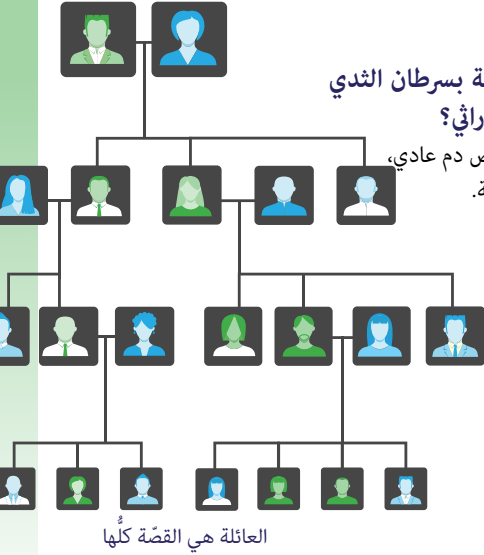 ة بسرطان الثدي
راثي؟
ص دم عادي،
ة.
العائلة هي القصّة كلُّها